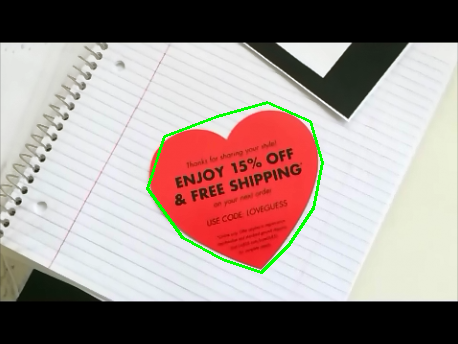 Thanks for sharing your style!
ENJOY 15% OFF
& FREE SHIPPING*
on your next order.
USE CODE: LOVEGUESS